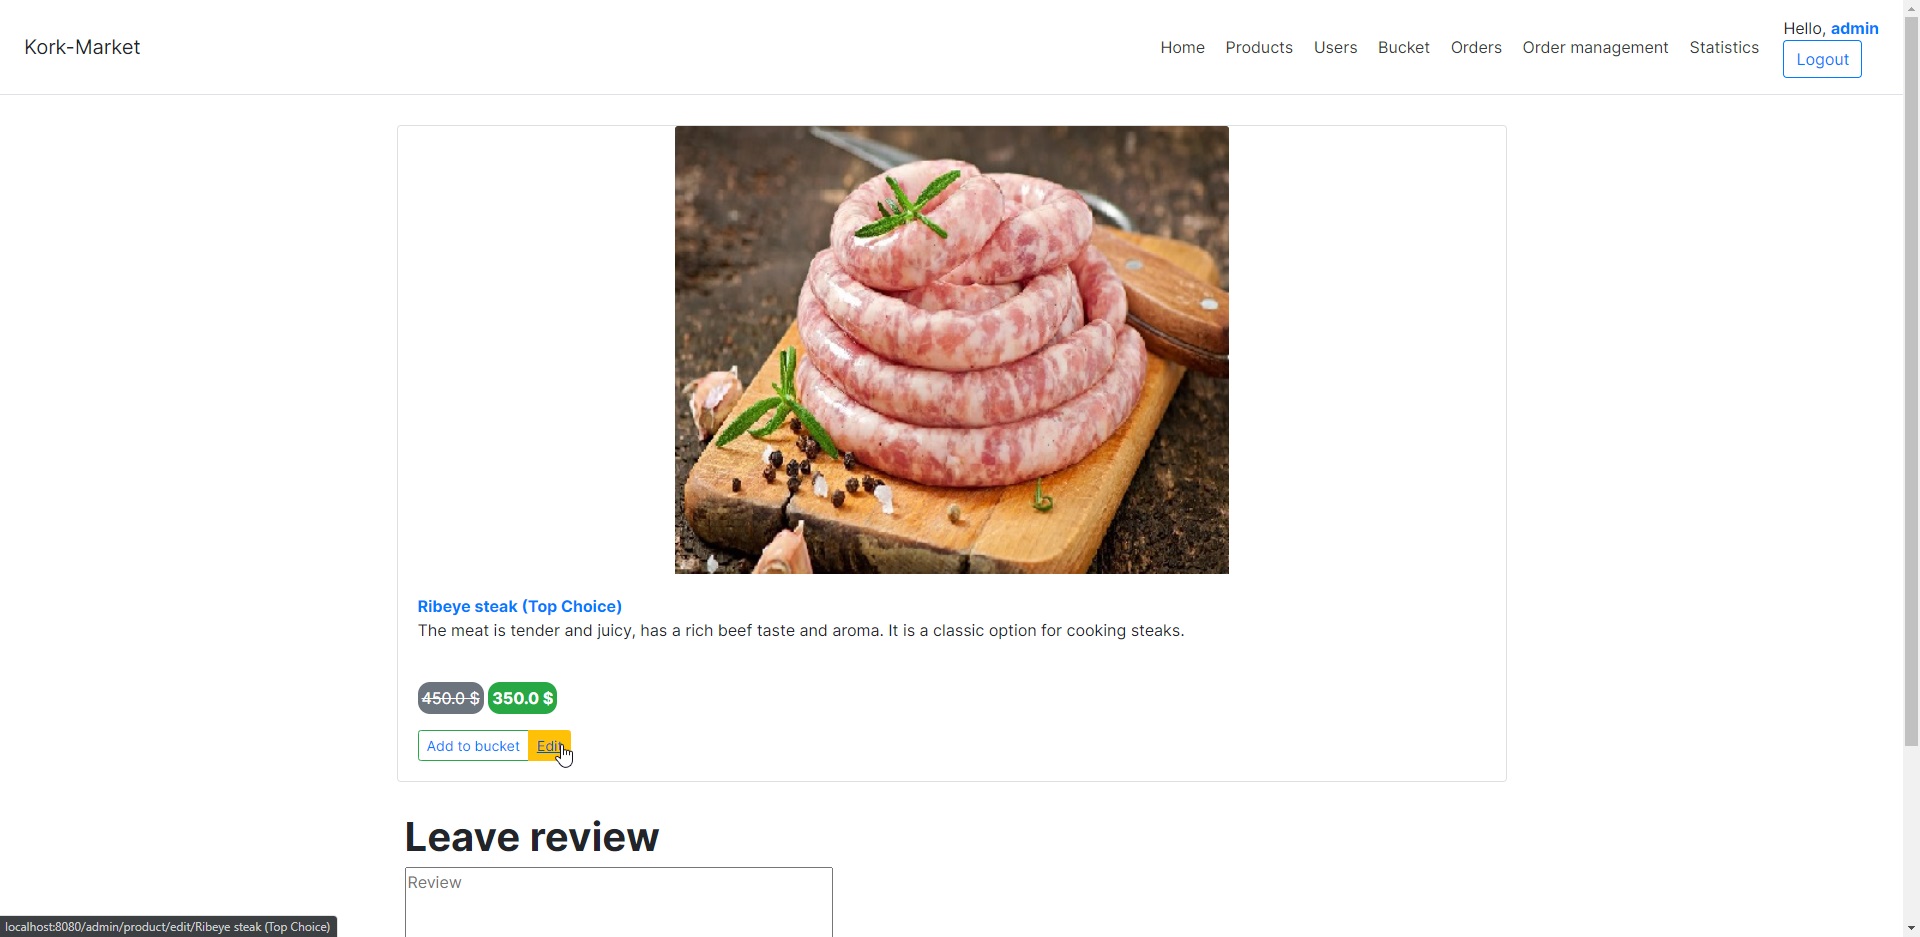 Kork-Market
Home Products Users Bucket Orders Order management Statistics
Hello, admin
Logout
Ribeye steak (Top Choice)
The meat is tender and juicy, has a rich beef taste and aroma. It is a classic option for cooking steaks.
450.0 $ 350.0 $
Add to bucket Edit
Leave review
Review
localhost:8080/admin/product/edit/Ribeye steak (Top Choice)